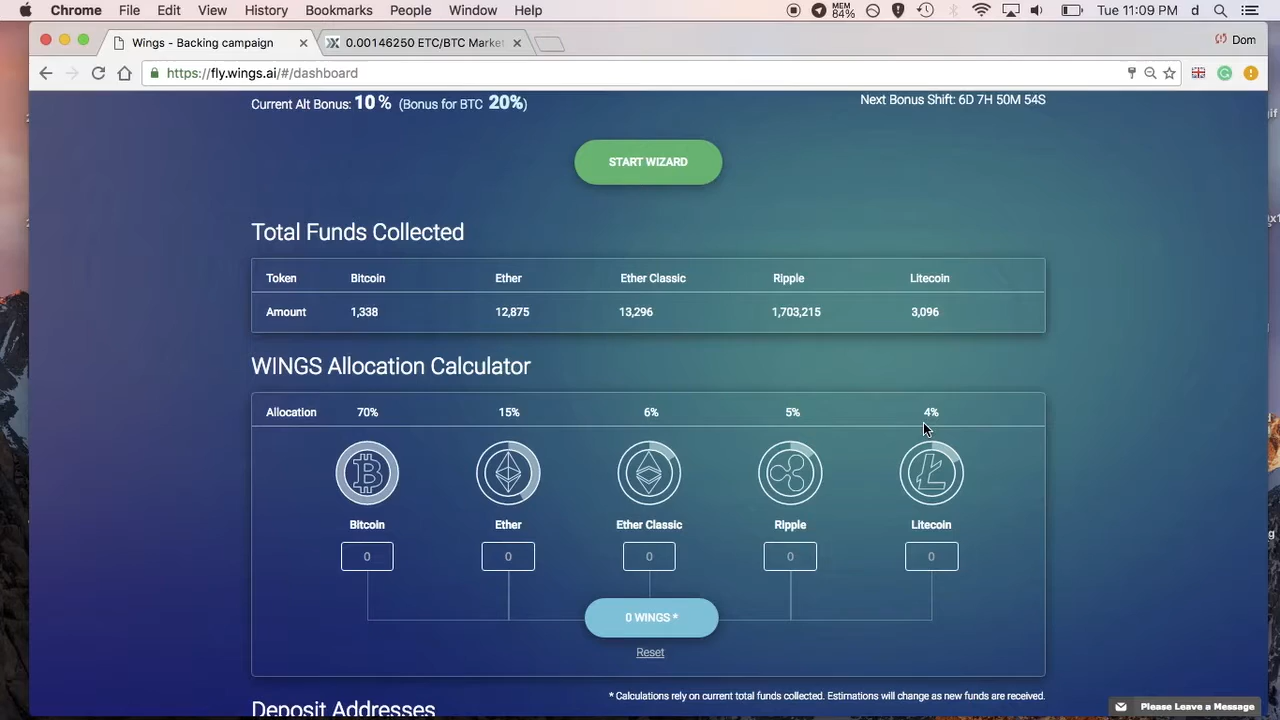 Chrome File Edit View History Bookmarks People Window Help
MEM 84% Tue 11:09 PM d
Wings - Backing campaign
0.00146250 ETC/BTC Market
Dom
https://fly.wings.ai/#/dashboard
Current Alt Bonus: 10% (Bonus for BTC 20%)
Next Bonus Shift: 6D 7H 50M 54S
START WIZARD
Total Funds Collected
Token Bitcoin Ether Ether Classic Ripple Litecoin
Amount 1,338 12,875 13,296 1,703,215 3,096
WINGS Allocation Calculator
Allocation 70% 15% 6% 5% 4%
Bitcoin Ether Ether Classic Ripple Litecoin
0 0 0 0 0
0 WINGS *
Reset
* Calculations rely on current total funds collected. Estimations will change as new funds are received.
Deposit Addresses
Please Leave a Message